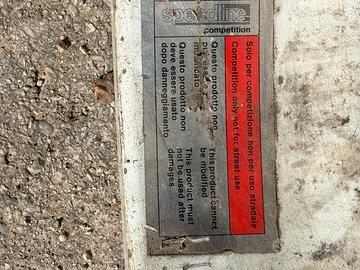 speedline
competition
Solo per competizione non per uso stradale
Competition only not for street use
Questo prodotto non
This product cannot
be modified
Questo prodotto non
deve essere usato
dopo danneggiamento
This product must
not be used after
damages